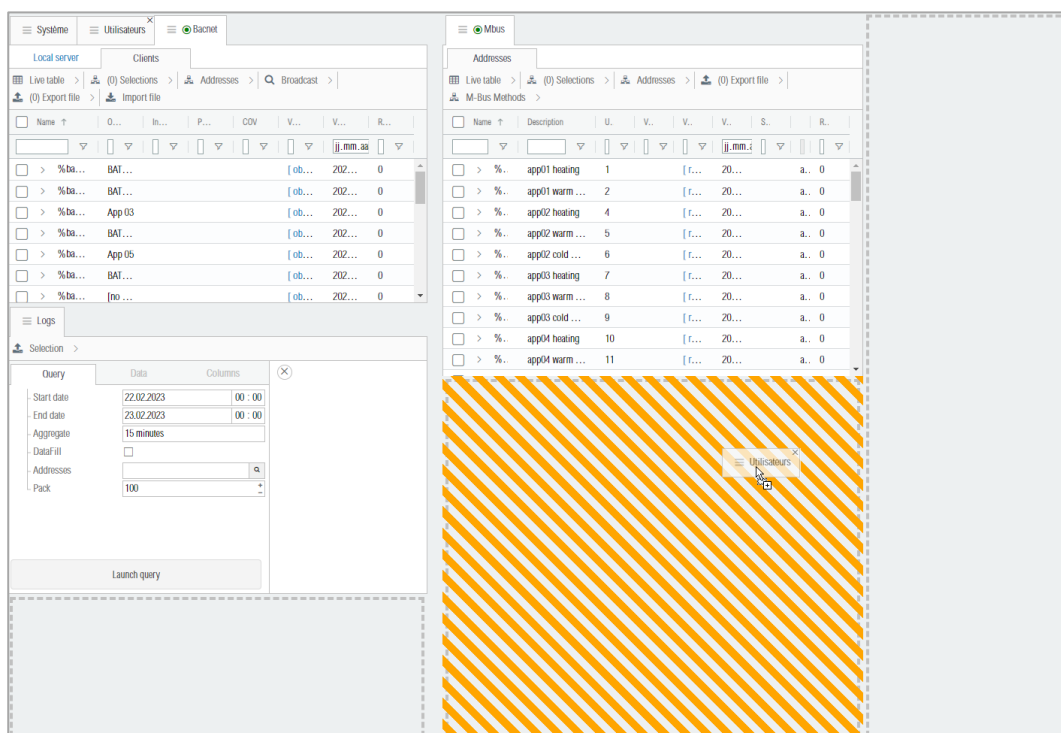 Système
Utilisateurs
Bacnet
Local server
Clients
Live table
(0) Selections
Addresses
Broadcast
(0) Export file
Import file
Name ↑ O... In... P... COV V... V... R...
jj.mm.aa
%ba... BAT... [ ob... 202... 0
%ba... BAT... [ ob... 202... 0
%ba... App 03 [ ob... 202... 0
%ba... BAT... [ ob... 202... 0
%ba... App 05 [ ob... 202... 0
%ba... BAT... [ ob... 202... 0
%ba... [no ... [ ob... 202... 0
Logs
Selection
Query Data Columns
Start date 22.02.2023 00 : 00
End date 23.02.2023 00 : 00
Aggregate 15 minutes
DataFill
Addresses
Pack 100
Launch query
Mbus
Addresses
Live table
(0) Selections
Addresses
(0) Export file
M-Bus Methods
Name ↑ Description U.. V... V... V... S... R..
jj.mm.a
%.. app01 heating 1 [ r... 20... a.. 0
%.. app01 warm ... 2 [ r... 20... a.. 0
%.. app02 heating 4 [ r... 20... a.. 0
%.. app02 warm ... 5 [ r... 20... a.. 0
%.. app02 cold ... 6 [ r... 20... a.. 0
%.. app03 heating 7 [ r... 20... a.. 0
%.. app03 warm ... 8 [ r... 20... a.. 0
%.. app03 cold ... 9 [ r... 20... a.. 0
%.. app04 heating 10 [ r... 20... a.. 0
%.. app04 warm ... 11 [ r... 20... a.. 0
Utilisateurs